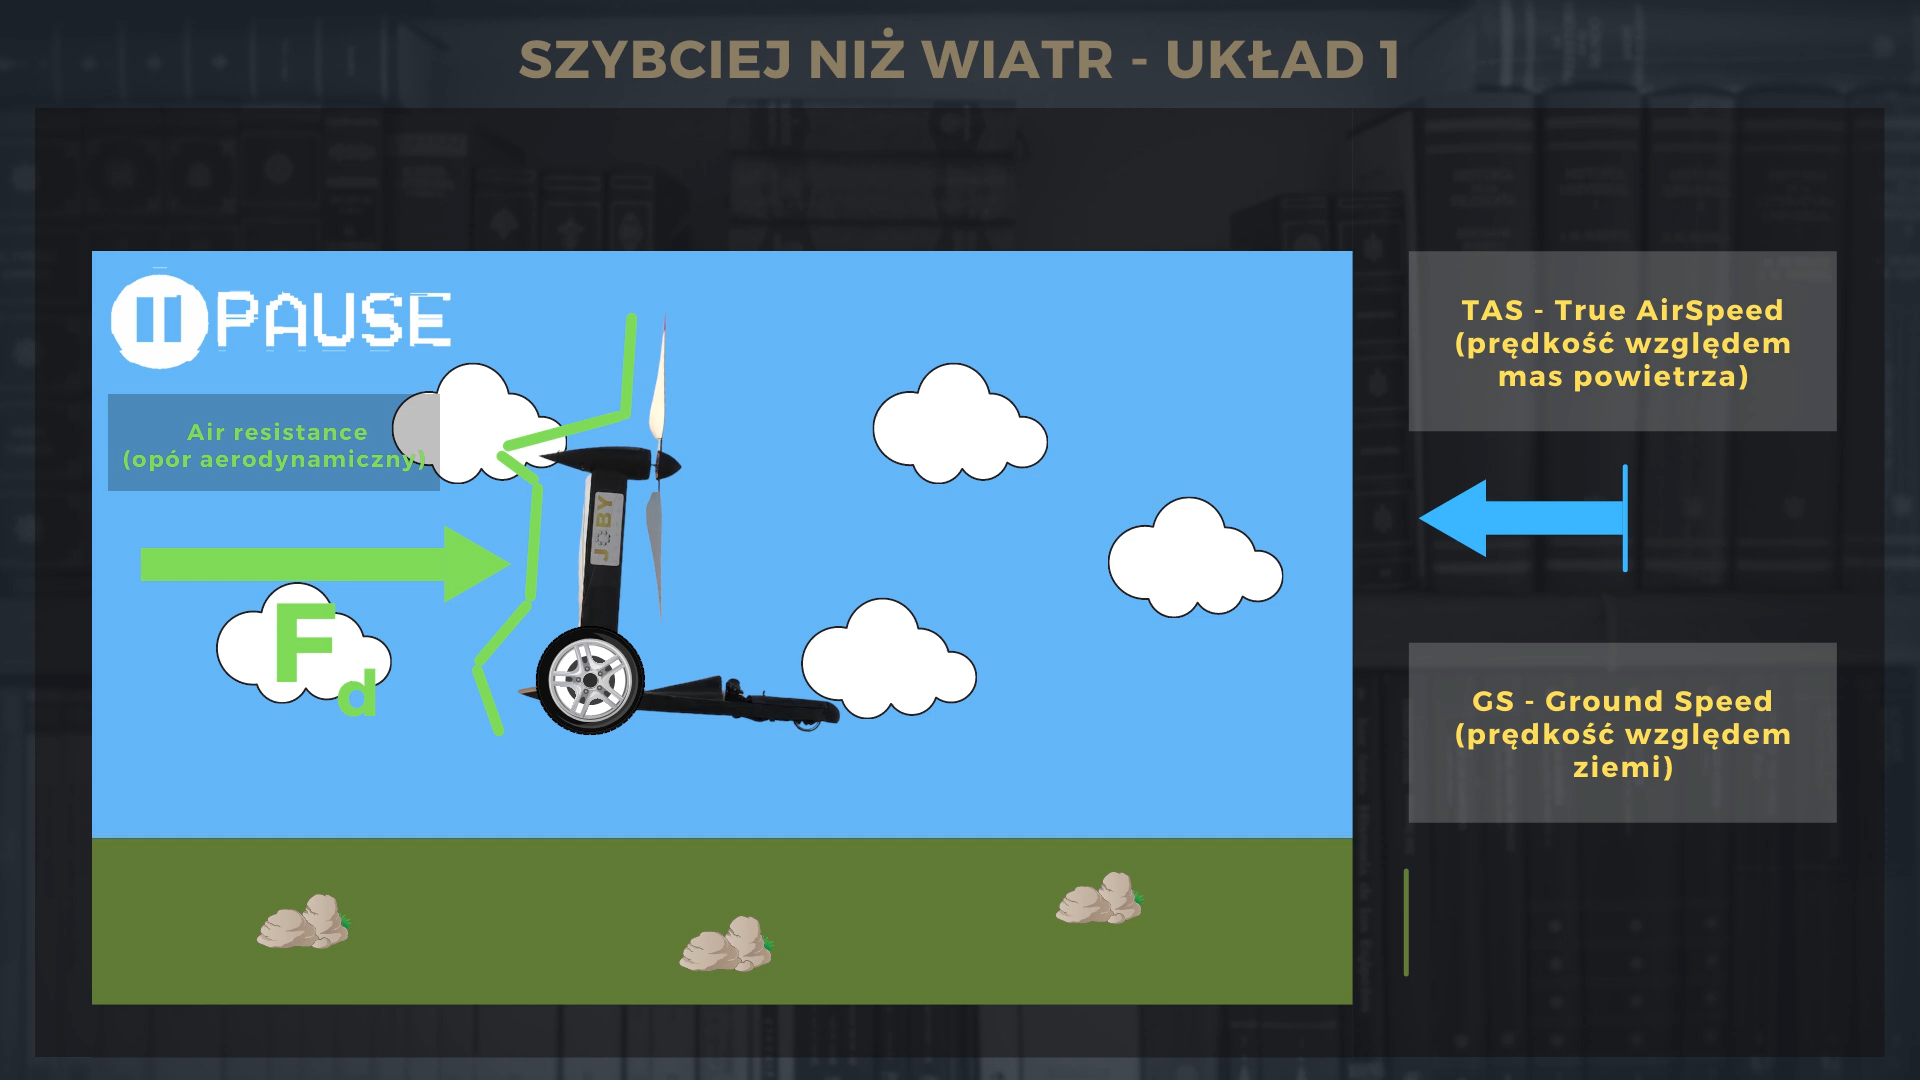 SZYBCIEJ NIŻ WIATR - UKŁAD 1
PAUSE
Air resistance
(opór aerodynamiczny)
F
d
JOBY
TAS - True AirSpeed
(prędkość względem
mas powietrza)
GS - Ground Speed
(prędkość względem
ziemi)